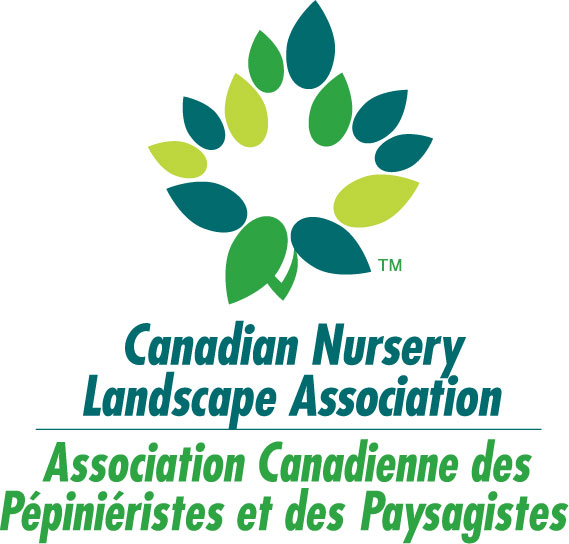 TM
Canadian Nursery
Landscape Association
Association Canadienne des
Pépiniéristes et des Paysagistes